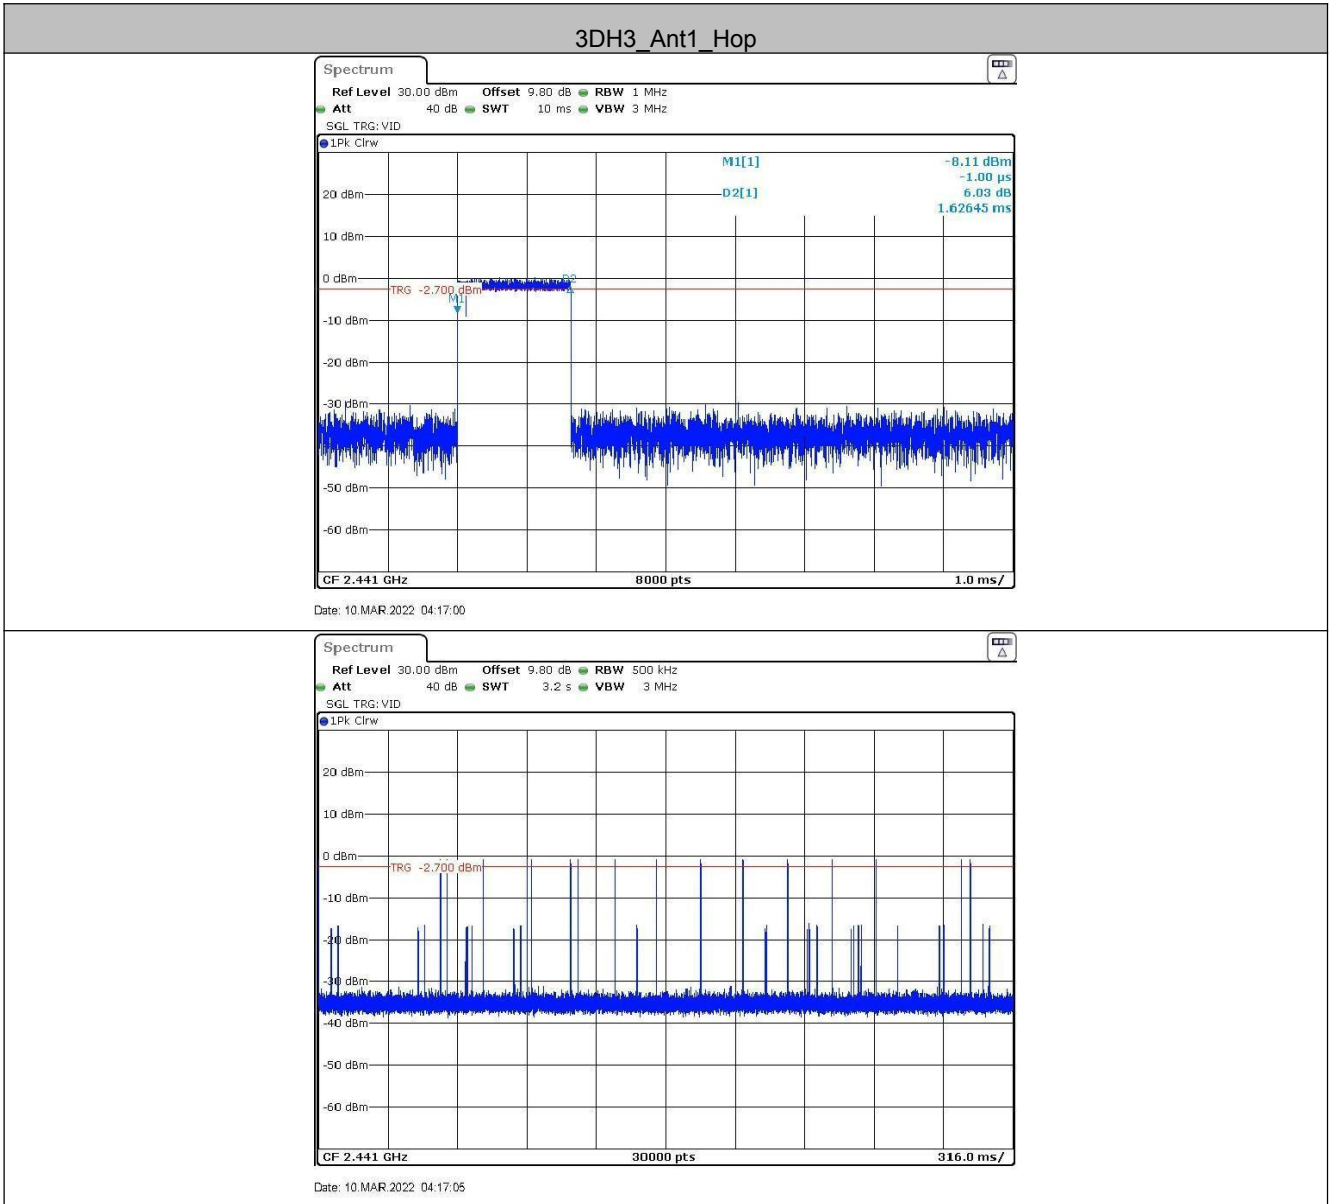 3DH3_Ant1_Hop
Spectrum
Ref Level 30.00 dBm Offset 9.80 dB RBW 1 MHz
Att 40 dB SWT 10 ms VBW 3 MHz
SGL TRG: VID
1Pk Clrw
M1[1] -8.11 dBm
-1.00 µs
20 dBm D2[1] 6.03 dB
1.62645 ms
10 dBm
0 dBm D2
TRG -2.700 dBm
M1
-10 dBm
-20 dBm
-30 dBm
-50 dBm
-60 dBm
CF 2.441 GHz 8000 pts 1.0 ms/
Date: 10.MAR.2022 04:17:00
Spectrum
Ref Level 30.00 dBm Offset 9.80 dB RBW 500 kHz
Att 40 dB SWT 3.2 s VBW 3 MHz
SGL TRG: VID
1Pk Clrw
20 dBm
10 dBm
0 dBm
TRG -2.700 dBm
-10 dBm
-20 dBm
-30 dBm
-40 dBm
-50 dBm
-60 dBm
CF 2.441 GHz 30000 pts 316.0 ms/
Date: 10.MAR.2022 04:17:05